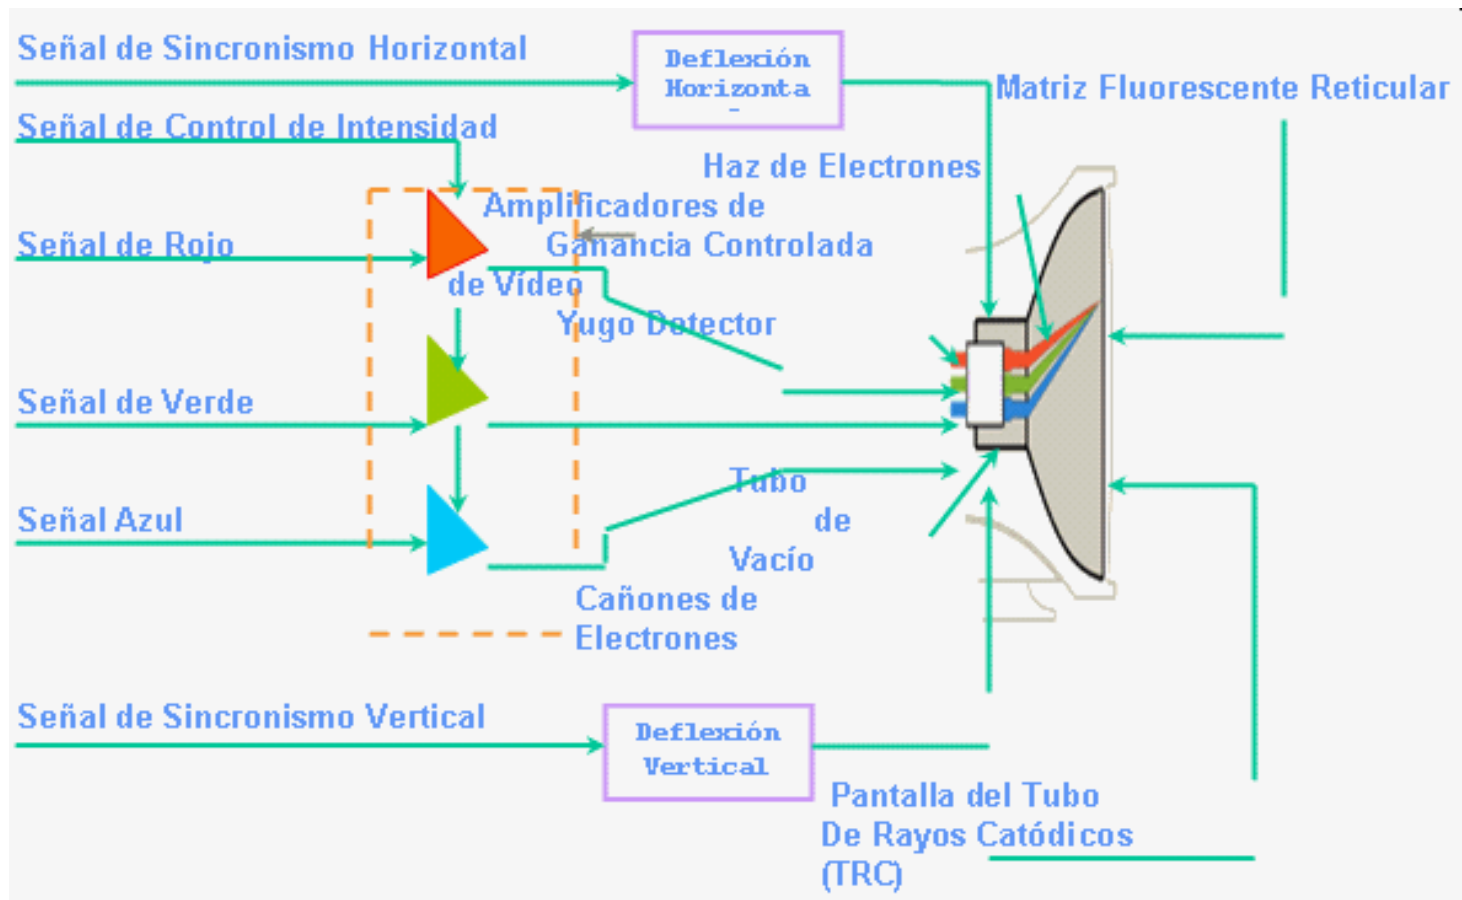 Señal de Sincronismo Horizontal
Deflexión
Horizonta
Matriz Fluorescente Reticular
Señal de Control de Intensidad
Haz de Electrones
Amplificadores de
Señal de Rojo
Ganancia Controlada
de Vídeo
Yugo Detector
Señal de Verde
Tubo
de
Vacío
Señal Azul
Cañones de
Electrones
Señal de Sincronismo Vertical
Deflexión
Vertical
Pantalla del Tubo
De Rayos Catódicos
(TRC)